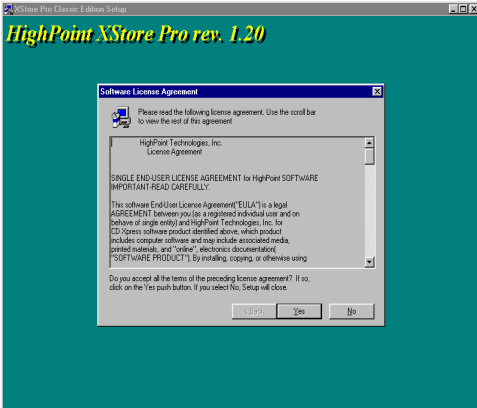 XStore Pro Classic Edition Setup
HighPoint XStore Pro rev. 1.20
Software License Agreement
Please read the following license agreement. Use the scroll bar
to view the rest of this agreement
HighPoint Technologies, Inc.
License Agreement
SINGLE END-USER LICENSE AGREEMENT for HighPoint SOFTWARE
IMPORTANT-READ CAREFULLY.
This software End-User License Agreement("EULA") is a legal
AGREEMENT between you (as a registered individual user and on
behave of single entity) and HighPoint Technologies, Inc. for
CD Xpress software product identified above, which product
includes computer software and may include associated media,
printed materials, and "online", electronics documentation(
"SOFTWARE PRODUCT"). By installing, copying, or otherwise using
Do you accept all the terms of the preceding license agreement? If so,
click on the Yes push button. If you select No, Setup will close.
< Back
Yes
No